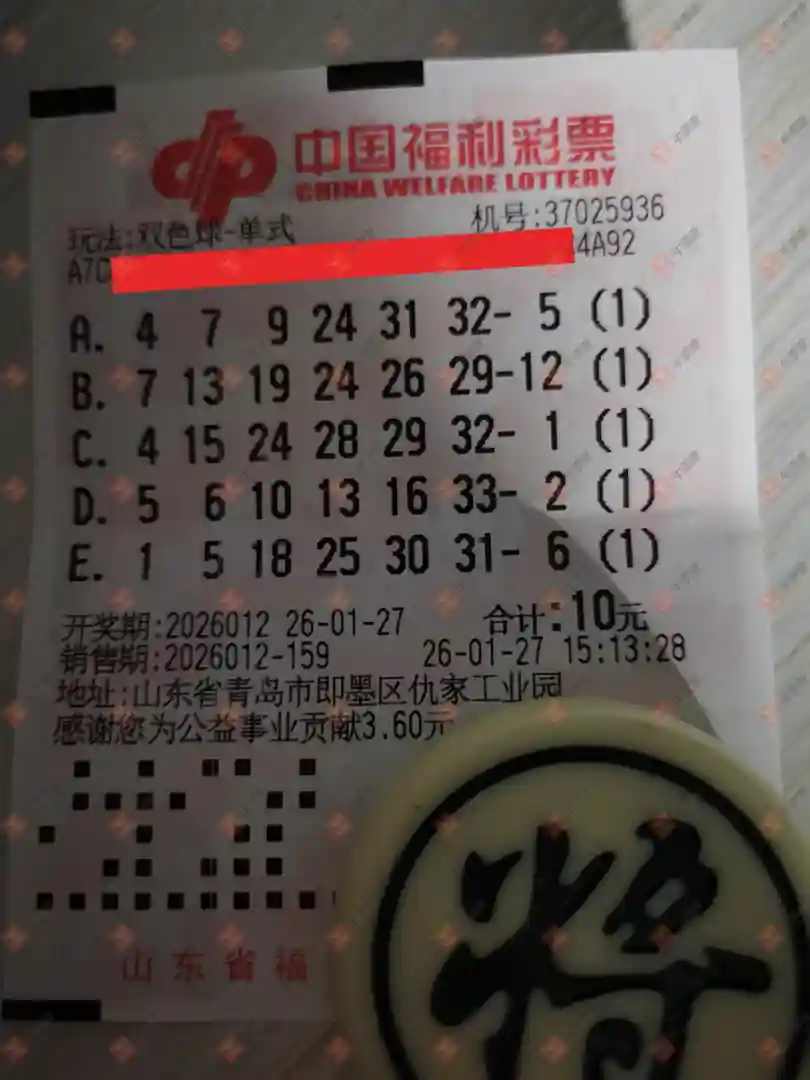 中国福利彩票
CHINA WELFARE LOTTERY
玩法:双色球-单式 机号:37025936
A7C 4A92
A. 4 7 9 24 31 32- 5 (1)
B. 7 13 19 24 26 29-12 (1)
C. 4 15 24 28 29 32- 1 (1)
D. 5 6 10 13 16 33- 2 (1)
E. 1 5 18 25 30 31- 6 (1)
开奖期:2026012 26-01-27 合计:10元
销售期:2026012-159 26-01-27 15:13:28
地址:山东省青岛市即墨区仇家工业园
感谢您为公益事业贡献3.60元
山东省福
将